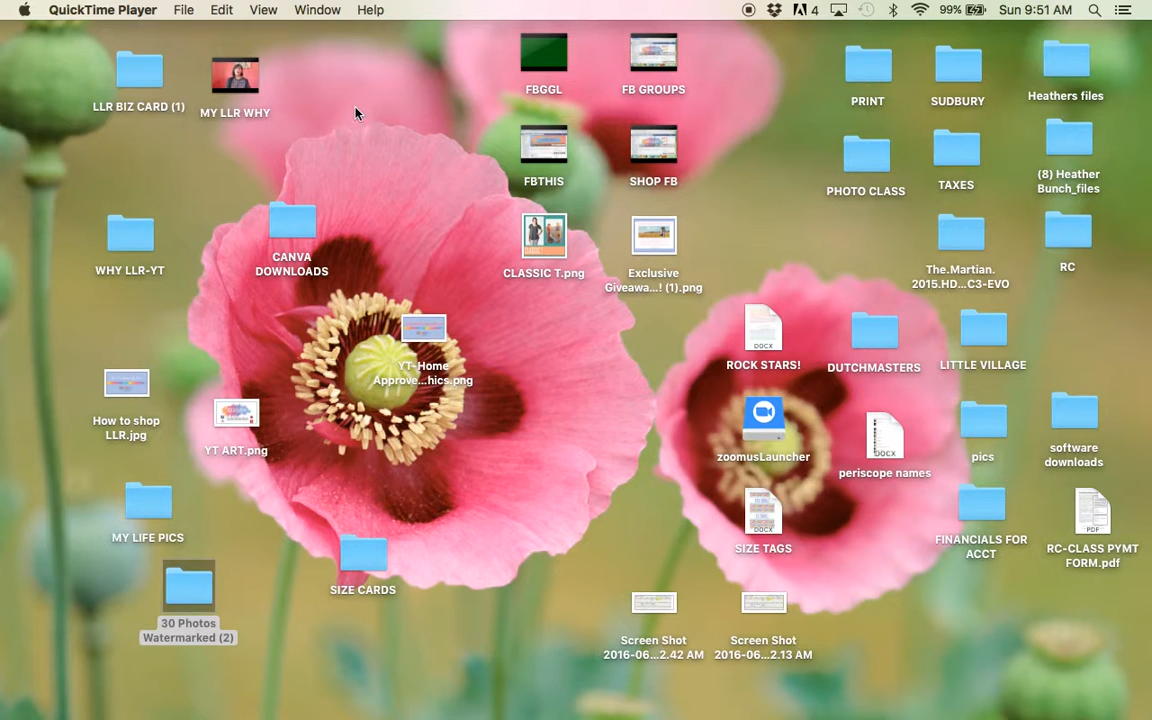 QuickTime Player File Edit View Window Help 4 99% Sun 9:51 AM
LLR BIZ CARD (1)
MY LLR WHY
FBGGL
FB GROUPS
PRINT
SUDBURY
Heathers files
FBTHIS
SHOP FB
PHOTO CLASS
TAXES
(8) Heather
Bunch_files
WHY LLR-YT
CANVA
DOWNLOADS
CLASSIC T.png
Exclusive
Giveawa...! (1).png
The.Martian.
2015.HD...C3-EVO
RC
YT-Home
Approve...hics.png
DOCX
ROCK STARS!
DUTCHMASTERS
LITTLE VILLAGE
How to shop
LLR.jpg
YT ART.png
zoomusLauncher
DOCX
periscope names
pics
software
downloads
MY LIFE PICS
SIZE CARDS
DOCX
SIZE TAGS
FINANCIALS FOR
ACCT
PDF
RC-CLASS PYMT
FORM.pdf
30 Photos
Watermarked (2)
Screen Shot
2016-06...2.42 AM
Screen Shot
2016-06...2.13 AM